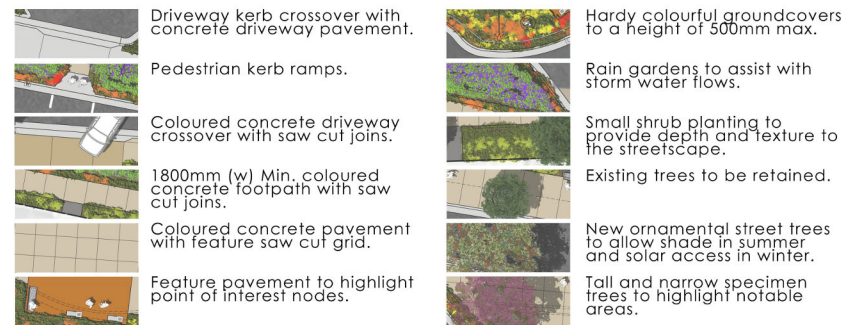 Driveway kerb crossover with
concrete driveway pavement.
Pedestrian kerb ramps.
Coloured concrete driveway
crossover with saw cut joins.
1800mm (w) Min. coloured
concrete footpath with saw
cut joins.
Coloured concrete pavement
with feature saw cut grid.
Feature pavement to highlight
point of interest nodes.
Hardy colourful groundcovers
to a height of 500mm max.
Rain gardens to assist with
storm water flows.
Small shrub planting to
provide depth and texture to
the streetscape.
Existing trees to be retained.
New ornamental street trees
to allow shade in summer
and solar access in winter.
Tall and narrow specimen
trees to highlight notable
areas.